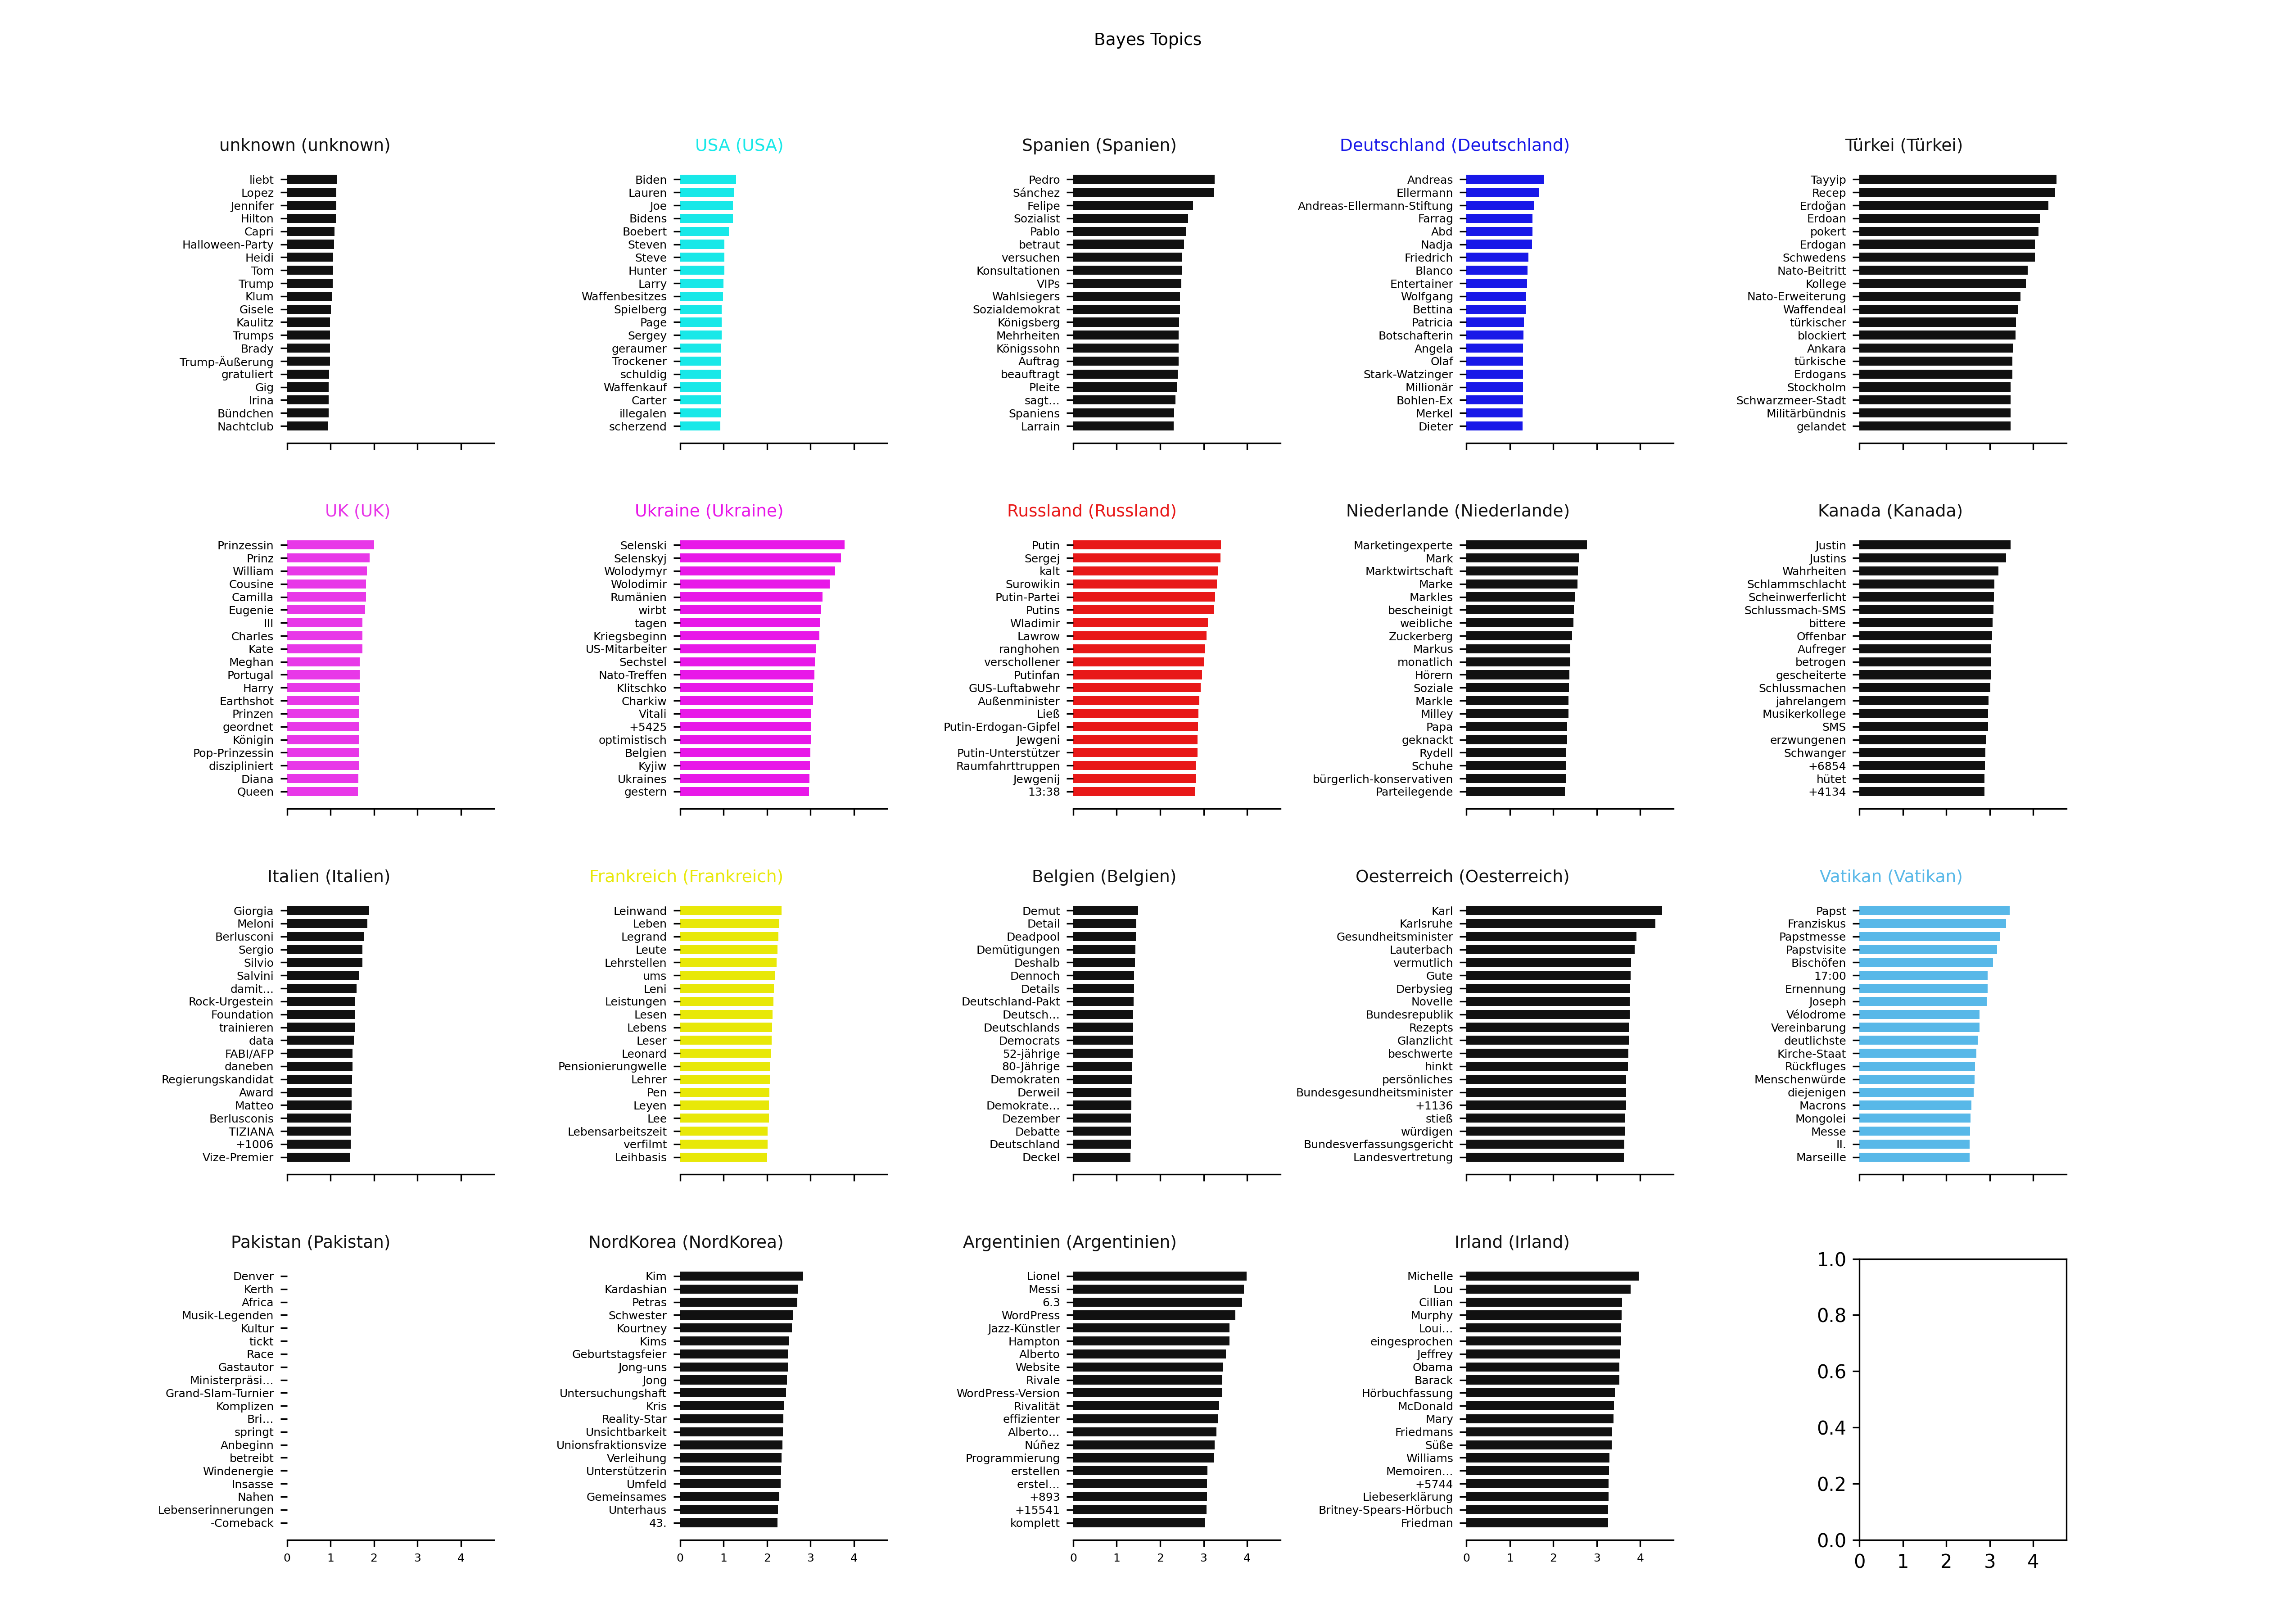 Bayes Topics
unknown (unknown)
liebt
Lopez
Jennifer
Hilton
Capri
Halloween-Party
Heidi
Tom
Trump
Klum
Gisele
Kaulitz
Trumps
Brady
Trump-Äußerung
gratuliert
Gig
Irina
Bündchen
Nachtclub
USA (USA)
Biden
Lauren
Joe
Bidens
Boebert
Steven
Steve
Hunter
Larry
Waffenbesitzes
Spielberg
Page
Sergey
geraumer
Trockener
schuldig
Waffenkauf
Carter
illegalen
scherzend
Spanien (Spanien)
Pedro
Sánchez
Felipe
Sozialist
Pablo
betraut
versuchen
Konsultationen
VIPs
Wahlsiegers
Sozialdemokrat
Königsberg
Mehrheiten
Königssohn
Auftrag
beauftragt
Pleite
sagt...
Spaniens
Larrain
Deutschland (Deutschland)
Andreas
Ellermann
Andreas-Ellermann-Stiftung
Farrag
Abd
Nadja
Friedrich
Blanco
Entertainer
Wolfgang
Bettina
Patricia
Botschafterin
Angela
Olaf
Stark-Watzinger
Millionär
Bohlen-Ex
Merkel
Dieter
Türkei (Türkei)
Tayyip
Recep
Erdoğan
Erdoan
pokert
Erdogan
Schwedens
Nato-Beitritt
Kollege
Nato-Erweiterung
Waffendeal
türkischer
blockiert
Ankara
türkische
Erdogans
Stockholm
Schwarzmeer-Stadt
Militärbündnis
gelandet
UK (UK)
Prinzessin
Prinz
William
Cousine
Camilla
Eugenie
III
Charles
Kate
Meghan
Portugal
Harry
Earthshot
Prinzen
geordnet
Königin
Pop-Prinzessin
diszipliniert
Diana
Queen
Ukraine (Ukraine)
Selenski
Selenskyj
Wolodymyr
Wolodimir
Rumänien
wirbt
tagen
Kriegsbeginn
US-Mitarbeiter
Sechstel
Nato-Treffen
Klitschko
Charkiw
Vitali
+5425
optimistisch
Belgien
Kyjiw
Ukraines
gestern
Russland (Russland)
Putin
Sergej
kalt
Surowikin
Putin-Partei
Putins
Wladimir
Lawrow
ranghohen
verschollener
Putinfan
GUS-Luftabwehr
Außenminister
Ließ
Putin-Erdogan-Gipfel
Jewgeni
Putin-Unterstützer
Raumfahrttruppen
Jewgenij
13:38
Niederlande (Niederlande)
Marketingexperte
Mark
Marktwirtschaft
Marke
Markles
bescheinigt
weibliche
Zuckerberg
Markus
monatlich
Hörern
Soziale
Markle
Milley
Papa
geknackt
Rydell
Schuhe
bürgerlich-konservativen
Parteilegende
Kanada (Kanada)
Justin
Justins
Wahrheiten
Schlammschlacht
Scheinwerferlicht
Schlussmach-SMS
bittere
Offenbar
Aufreger
betrogen
gescheiterte
Schlussmachen
jahrelangem
Musikerkollege
SMS
erzwungenen
Schwanger
+6854
hütet
+4134
Italien (Italien)
Giorgia
Meloni
Berlusconi
Sergio
Silvio
Salvini
damit...
Rock-Urgestein
Foundation
trainieren
data
FABI/AFP
daneben
Regierungskandidat
Award
Matteo
Berlusconis
TIZIANA
+1006
Vize-Premier
Frankreich (Frankreich)
Leinwand
Leben
Legrand
Leute
Lehrstellen
ums
Leni
Leistungen
Lesen
Lebens
Leser
Leonard
Pensionierungwelle
Lehrer
Pen
Leyen
Lee
Lebensarbeitszeit
verfilmt
Leihbasis
Belgien (Belgien)
Demut
Detail
Deadpool
Demütigungen
Deshalb
Dennoch
Details
Deutschland-Pakt
Deutsch...
Deutschlands
Democrats
52-jährige
80-Jährige
Demokraten
Derweil
Demokrate...
Dezember
Debatte
Deutschland
Deckel
Oesterreich (Oesterreich)
Karl
Karlsruhe
Gesundheitsminister
Lauterbach
vermutlich
Gute
Derbysieg
Novelle
Bundesrepublik
Rezepts
Glanzlicht
beschwerte
hinkt
persönliches
Bundesgesundheitsminister
+1136
stieß
würdigen
Bundesverfassungsgericht
Landesvertretung
Vatikan (Vatikan)
Papst
Franziskus
Papstmesse
Papstvisite
Bischöfen
17:00
Ernennung
Joseph
Vélodrome
Vereinbarung
deutlichste
Kirche-Staat
Rückfluges
Menschenwürde
diejenigen
Macrons
Mongolei
Messe
II.
Marseille
Pakistan (Pakistan)
Denver
Kerth
Africa
Musik-Legenden
Kultur
tickt
Race
Gastautor
Ministerpräsi...
Grand-Slam-Turnier
Komplizen
Bri...
springt
Anbeginn
betreibt
Windenergie
Insasse
Nahen
Lebenserinnerungen
-Comeback
0 1 2 3 4
NordKorea (NordKorea)
Kim
Kardashian
Petras
Schwester
Kourtney
Kims
Geburtstagsfeier
Jong-uns
Jong
Untersuchungshaft
Kris
Reality-Star
Unsichtbarkeit
Unionsfraktionsvize
Verleihung
Unterstützerin
Umfeld
Gemeinsames
Unterhaus
43.
0 1 2 3 4
Argentinien (Argentinien)
Lionel
Messi
6.3
WordPress
Jazz-Künstler
Hampton
Alberto
Website
Rivale
WordPress-Version
Rivalität
effizienter
Alberto...
Núñez
Programmierung
erstellen
erstel...
+893
+15541
komplett
0 1 2 3 4
Irland (Irland)
Michelle
Lou
Cillian
Murphy
Loui...
eingesprochen
Jeffrey
Obama
Barack
Hörbuchfassung
McDonald
Mary
Friedmans
Süße
Williams
Memoiren...
+5744
Liebeserklärung
Britney-Spears-Hörbuch
Friedman
0 1 2 3 4
1.0
0.8
0.6
0.4
0.2
0.0
0 1 2 3 4